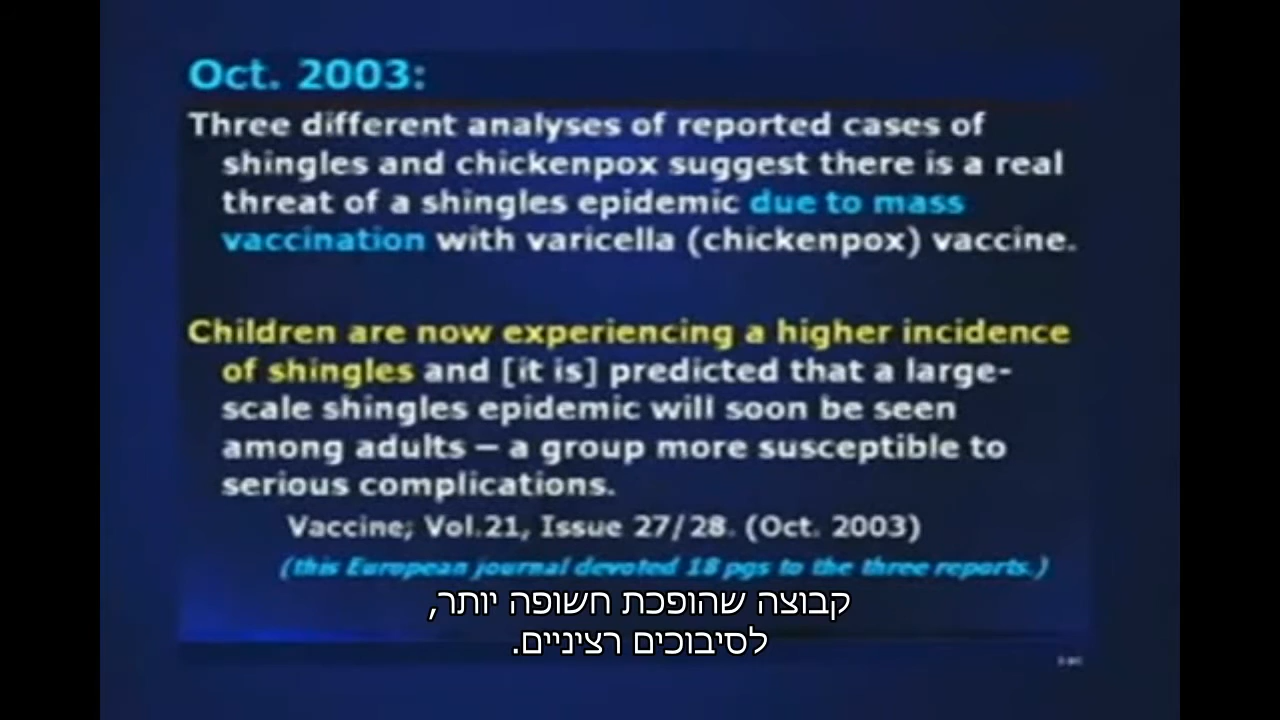 Oct. 2003:
Three different analyses of reported cases of
shingles and chickenpox suggest there is a real
threat of a shingles epidemic due to mass
vaccination with varicella (chickenpox) vaccine.
Children are now experiencing a higher incidence
of shingles and [it is] predicted that a large-
scale shingles epidemic will soon be seen
among adults – a group more susceptible to
serious complications.
Vaccine; Vol.21, Issue 27/28. (Oct. 2003)
(this European journal devoted 18 pgs to the three reports.)
קבוצה שהופכת חשופה יותר,
לסיבוכים רציניים.